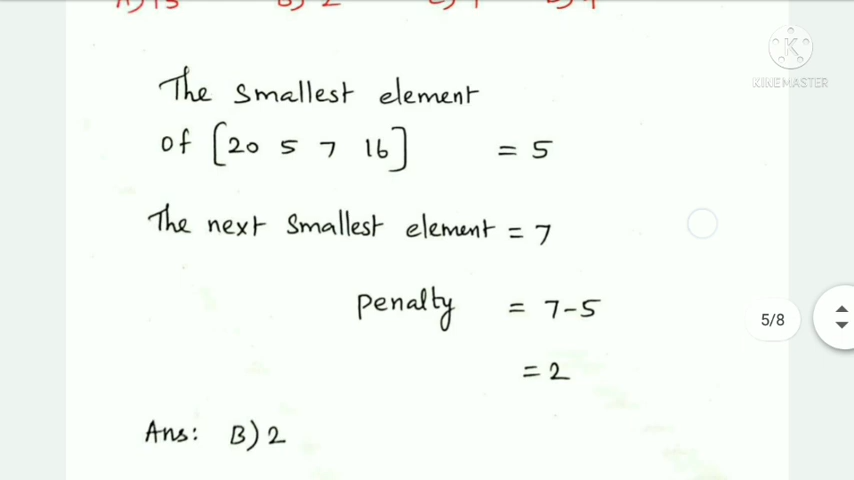 The smallest element
of [20 5 7 16] = 5
The next smallest element = 7
Penalty = 7-5
= 2
Ans: B) 2
KINEMASTER
5/8